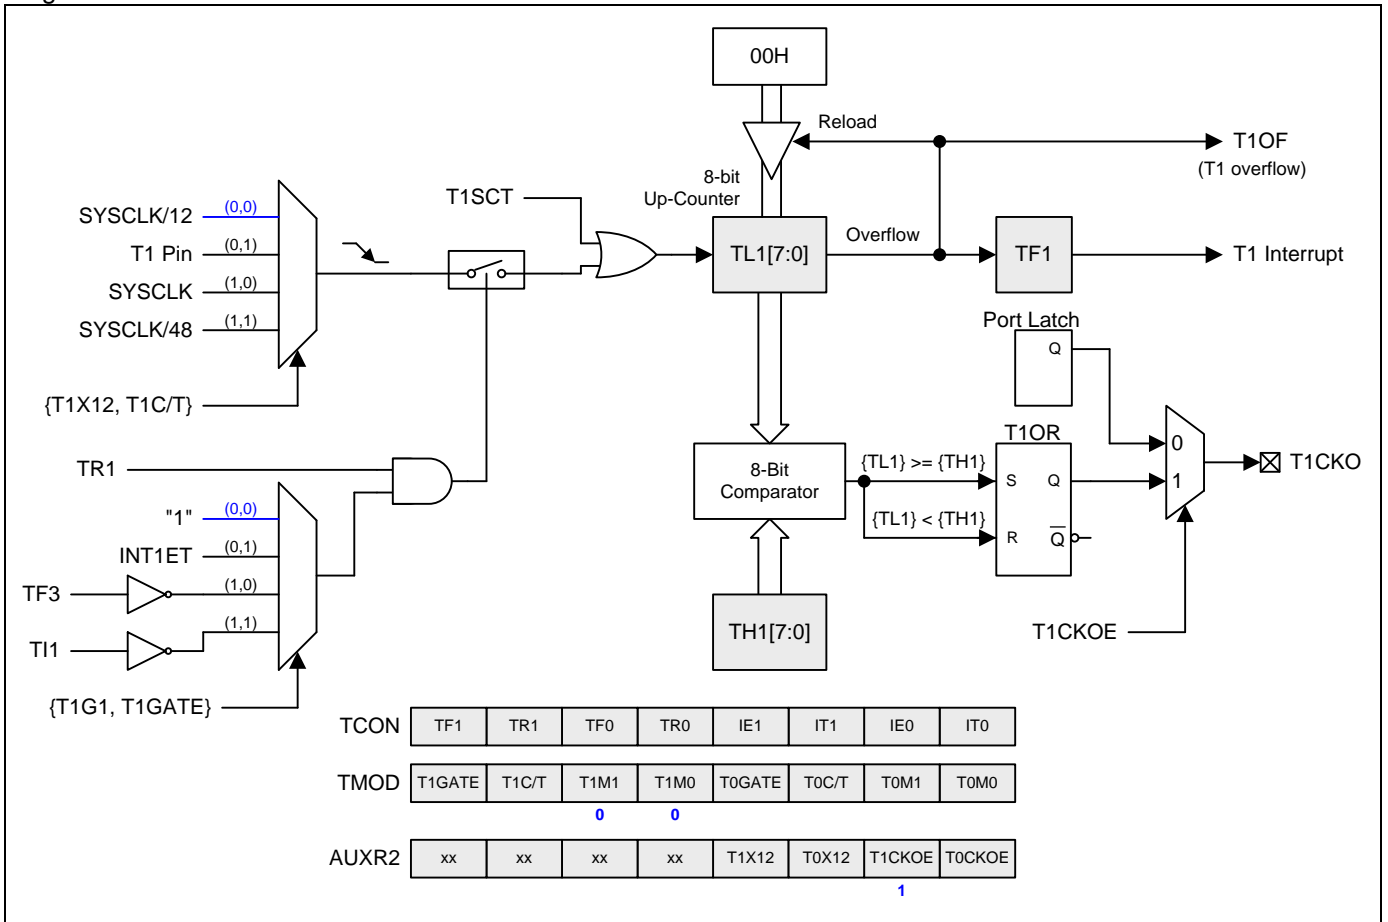 00H
Reload
T1OF
(T1 overflow)
8-bit
Up-Counter
T1SCT
SYSCLK/12
(0,0)
T1 Pin
(0,1)
SYSCLK
(1,0)
SYSCLK/48
(1,1)
TL1[7:0]
Overflow
TF1
T1 Interrupt
Port Latch
Q
{T1X12, T1C/T}
T1OR
0
1
T1CKO
TR1
8-Bit
Comparator
{TL1} >= {TH1}
S
Q
{TL1} < {TH1}
R
Q
"1"
(0,0)
INT1ET
(0,1)
TF3
(1,0)
TI1
(1,1)
TH1[7:0]
T1CKOE
{T1G1, T1GATE}
TCON TF1 TR1 TF0 TR0 IE1 IT1 IE0 IT0
TMOD T1GATE T1C/T T1M1 T1M0 T0GATE T0C/T T0M1 T0M0
0 0
AUXR2 xx xx xx xx T1X12 T0X12 T1CKOE T0CKOE
1